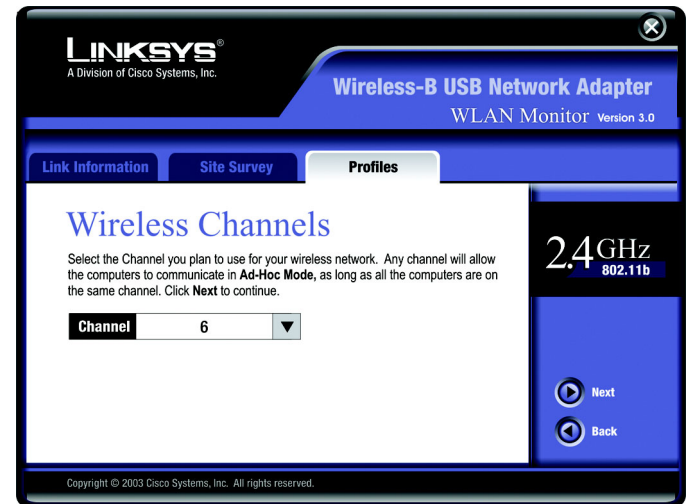 LINKSYS®
A Division of Cisco Systems, Inc.
Wireless-B USB Network Adapter
WLAN Monitor Version 3.0
Link Information
Site Survey
Profiles
Wireless Channels
Select the Channel you plan to use for your wireless network. Any channel will allow
the computers to communicate in Ad-Hoc Mode, as long as all the computers are on
the same channel. Click Next to continue.
Channel 6
2.4GHz
802.11b
Next
Back
Copyright © 2003 Cisco Systems, Inc. All rights reserved.